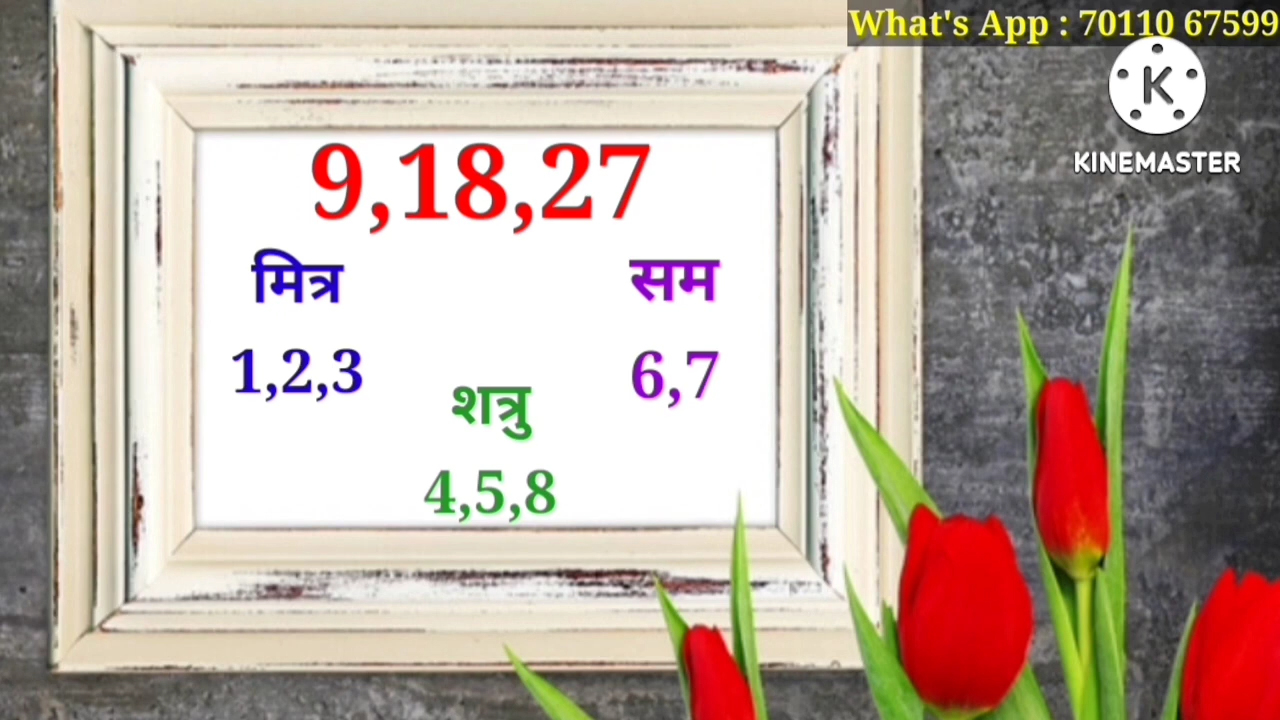 What's App : 70110 67599
KINEMASTER
9,18,27
मित्र
सम
1,2,3
6,7
शत्रु
4,5,8